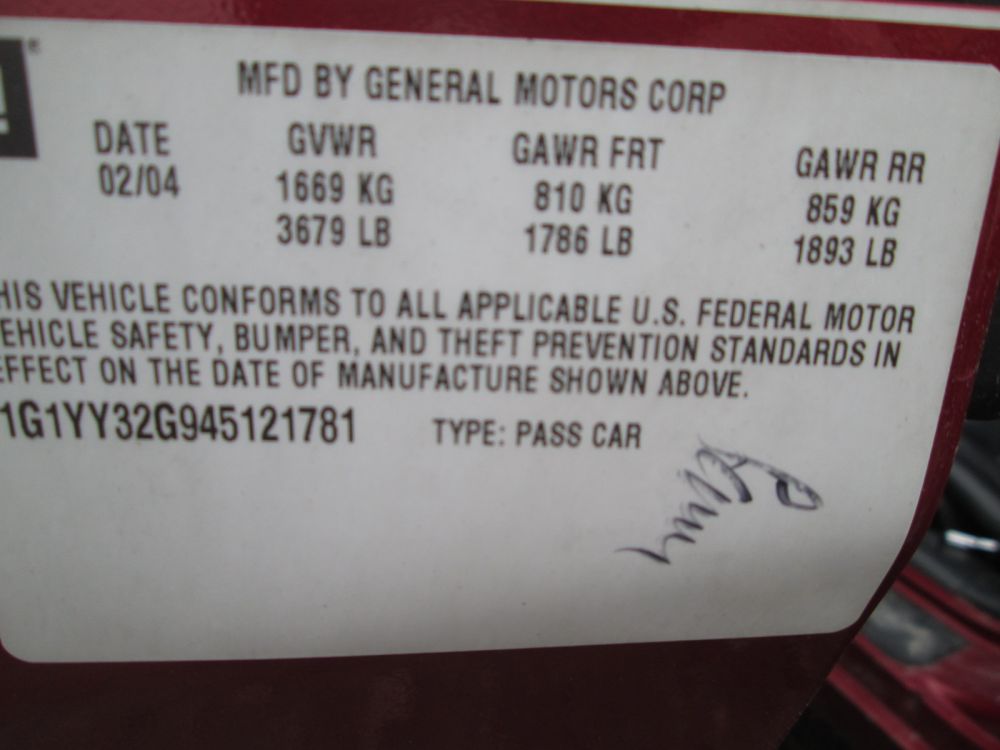 ®
MFD BY GENERAL MOTORS CORP
DATE GVWR GAWR FRT GAWR RR
02/04 1669 KG 810 KG 859 KG
3679 LB 1786 LB 1893 LB
HIS VEHICLE CONFORMS TO ALL APPLICABLE U.S. FEDERAL MOTOR
EHICLE SAFETY, BUMPER, AND THEFT PREVENTION STANDARDS IN
EFFECT ON THE DATE OF MANUFACTURE SHOWN ABOVE.
1G1YY32G945121781 TYPE: PASS CAR